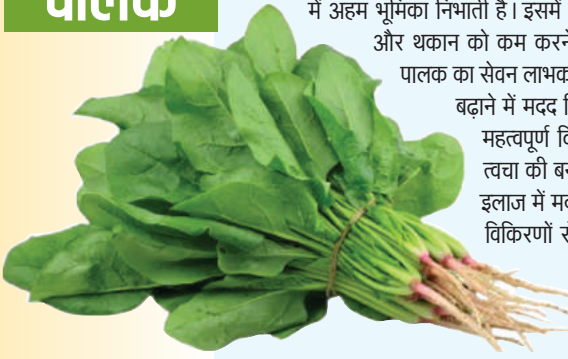 पालक
में अहम भूमिका निभाती है। इसमें
और थकान को कम करने
पालक का सेवन लाभक
बढ़ाने में मदद
महत्वपूर्ण
त्वचा की
इलाज में
विकिरणों